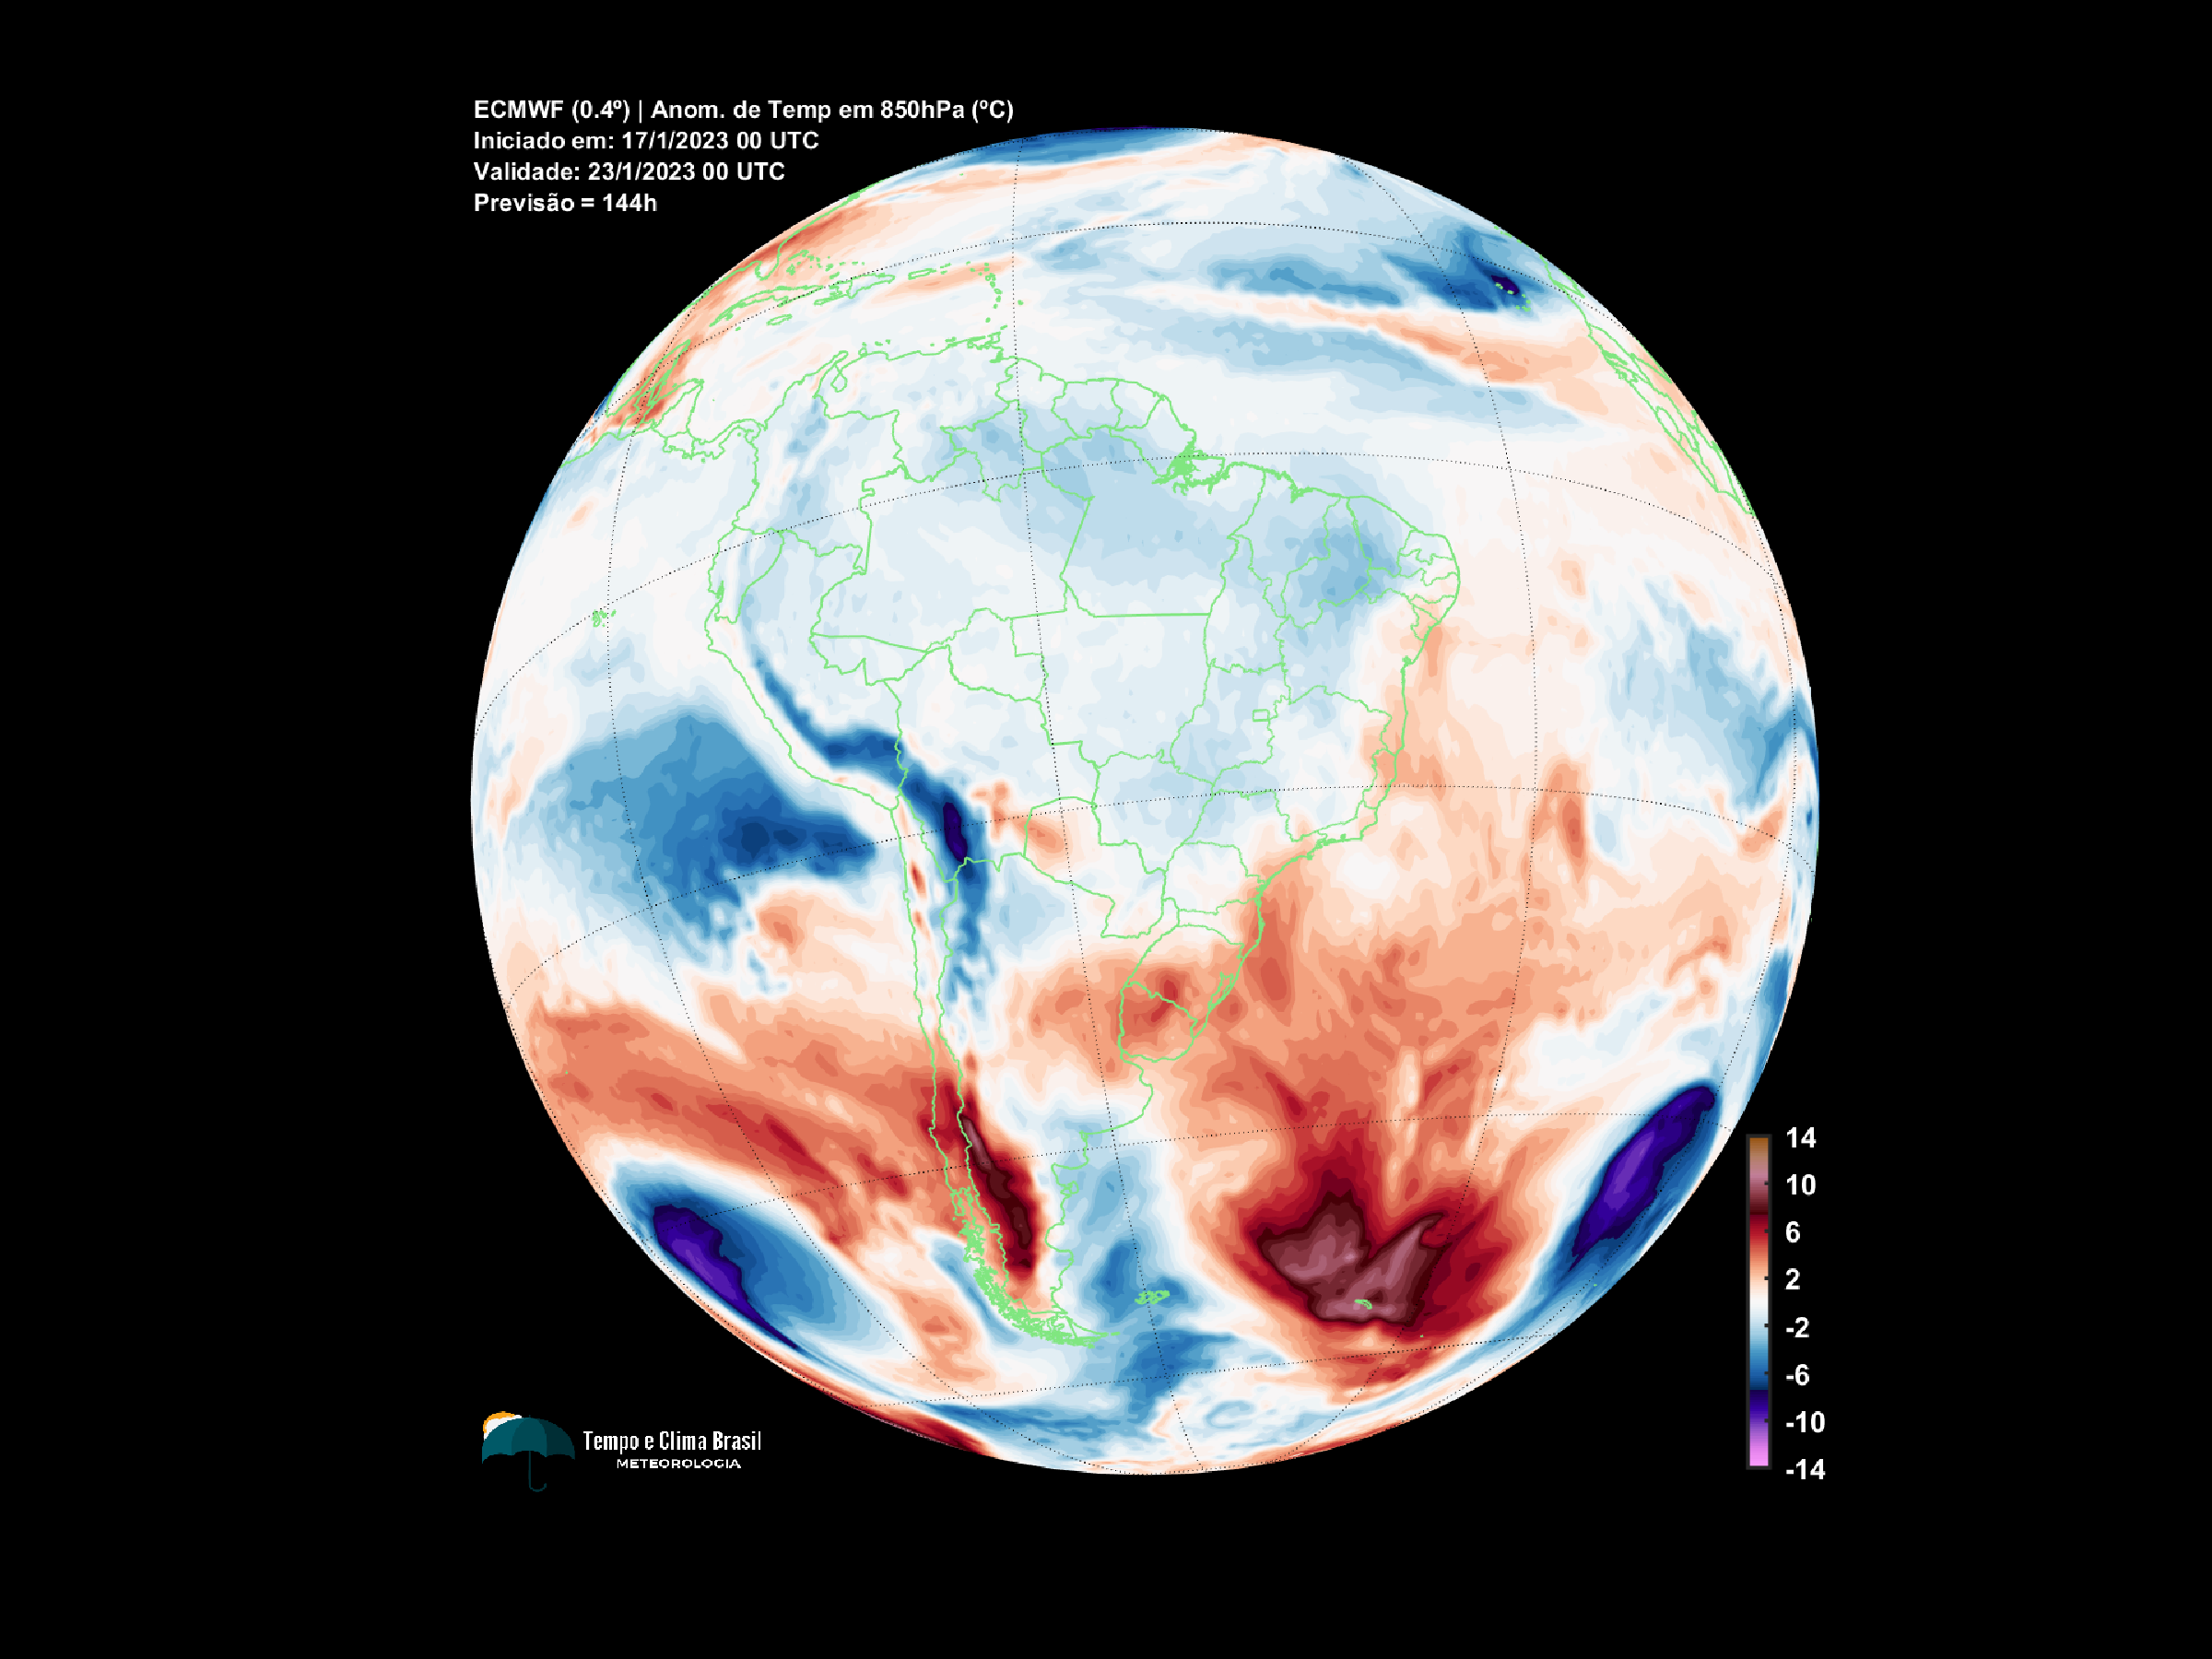 ECMWF (0.4º) | Anom. de Temp em 850hPa (ºC)
Iniciado em: 17/1/2023 00 UTC
Validade: 23/1/2023 00 UTC
Previsão = 144h
14
10
6
2
-2
-6
-10
-14
Tempo e Clima Brasil
METEOROLOGIA